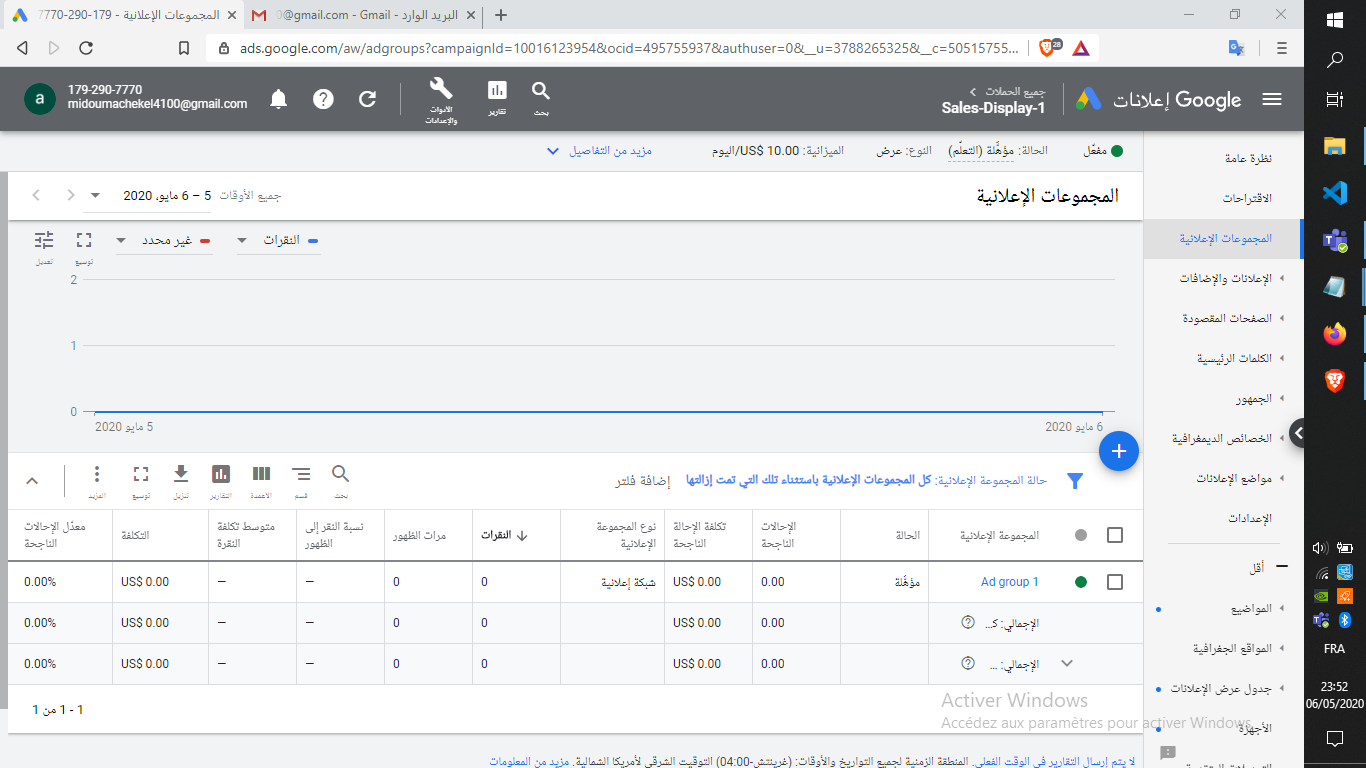 المجموعات الإعلانية - 179-290-7770
البريد الوارد - Gmail - 0@gmail.com
ads.google.com/aw/adgroups?campaignId=10016123954&ocid=495755937&authuser=0&__u=3788265325&__c=50515755...
28
a
179-290-7770
midoumachekel4100@gmail.com
الأدوات والإعدادات
تقارير
بحث
جميع الحملات
Sales-Display-1
Google إعلانات
مفعّل
الحالة: مؤهَّلة (التعلّم)
النوع: عرض
الميزانية: US$ 10.00/اليوم
مزيد من التفاصيل
نظرة عامة
الاقتراحات
المجموعات الإعلانية
الإعلانات والإضافات
الصفحات المقصودة
الكلمات الرئيسية
الجمهور
الخصائص الديمغرافية
مواضع الإعلانات
الإعدادات
أقل
المواضيع
المواقع الجغرافية
جدول عرض الإعلانات
الأجهزة
المجموعات الإعلانية
جميع الأوقات
5 – 6 مايو، 2020
النقرات
غير محدد
توسيع
تعديل
2
1
0
5 مايو 2020
6 مايو 2020
حالة المجموعة الإعلانية: كل المجموعات الإعلانية باستثناء تلك التي تمت إزالتها
إضافة فلتر
بحث
قسم
الأعمدة
التقارير
تنزيل
توسيع
المزيد
المجموعة الإعلانية
الحالة
الإحالات الناجحة
تكلفة الإحالة الناجحة
نوع المجموعة الإعلانية
النقرات
مرات الظهور
نسبة النقر إلى الظهور
متوسط تكلفة النقرة
التكلفة
معدّل الإحالات الناجحة
Ad group 1
مؤهَّلة
0.00
US$ 0.00
شبكة إعلانية
0
0
—
—
US$ 0.00
0.00%
الإجمالي: ك...
0.00
US$ 0.00
0
0
—
—
US$ 0.00
0.00%
الإجمالي: ...
0.00
US$ 0.00
0
0
—
—
US$ 0.00
0.00%
1 - 1 من 1
Activer Windows
Accédez aux paramètres pour activer Windows.
لا يتم إرسال التقارير في الوقت الفعلي. المنطقة الزمنية لجميع التواريخ والأوقات: (غرينتش-04:00) التوقيت الشرقي لأمريكا الشمالية. مزيد من المعلومات
FRA
23:52
06/05/2020